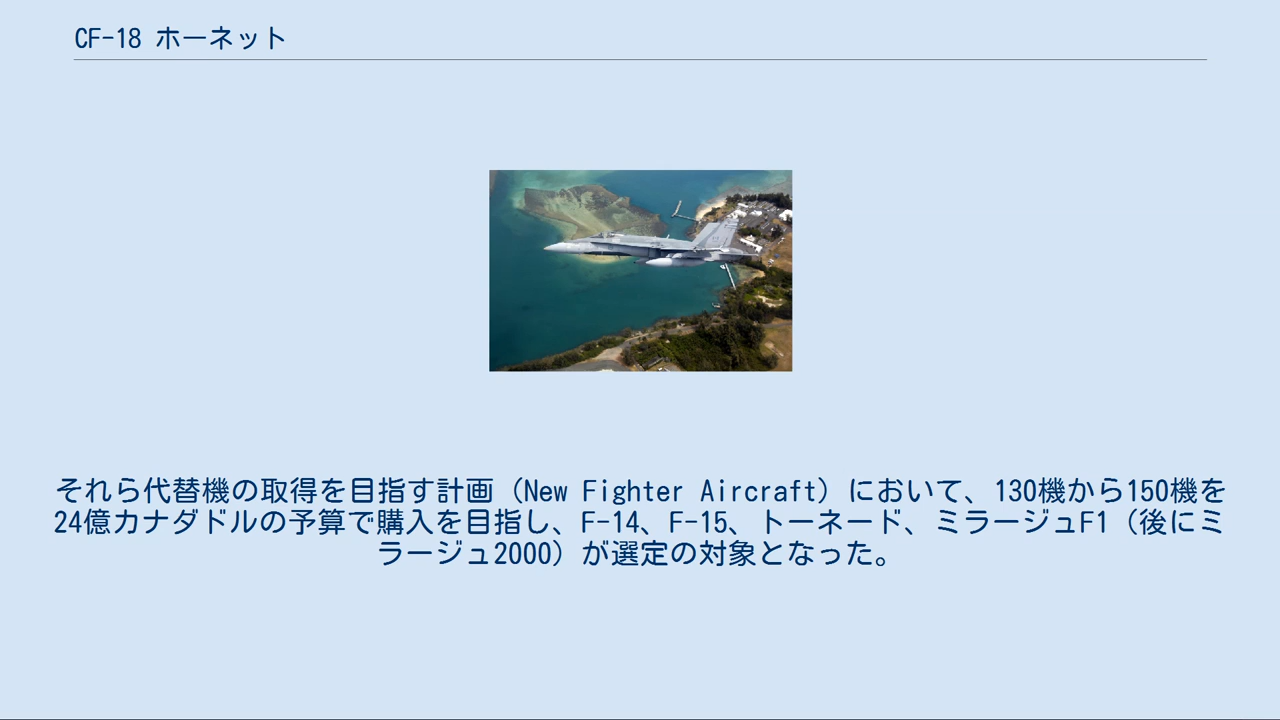 CF-18 ホーネット
それら代替機の取得を目指す計画（New Fighter Aircraft）において、130機から150機を
24億カナダドルの予算で購入を目指し、F-14、F-15、トーネード、ミラージュF1（後にミ
ラージュ2000）が選定の対象となった。